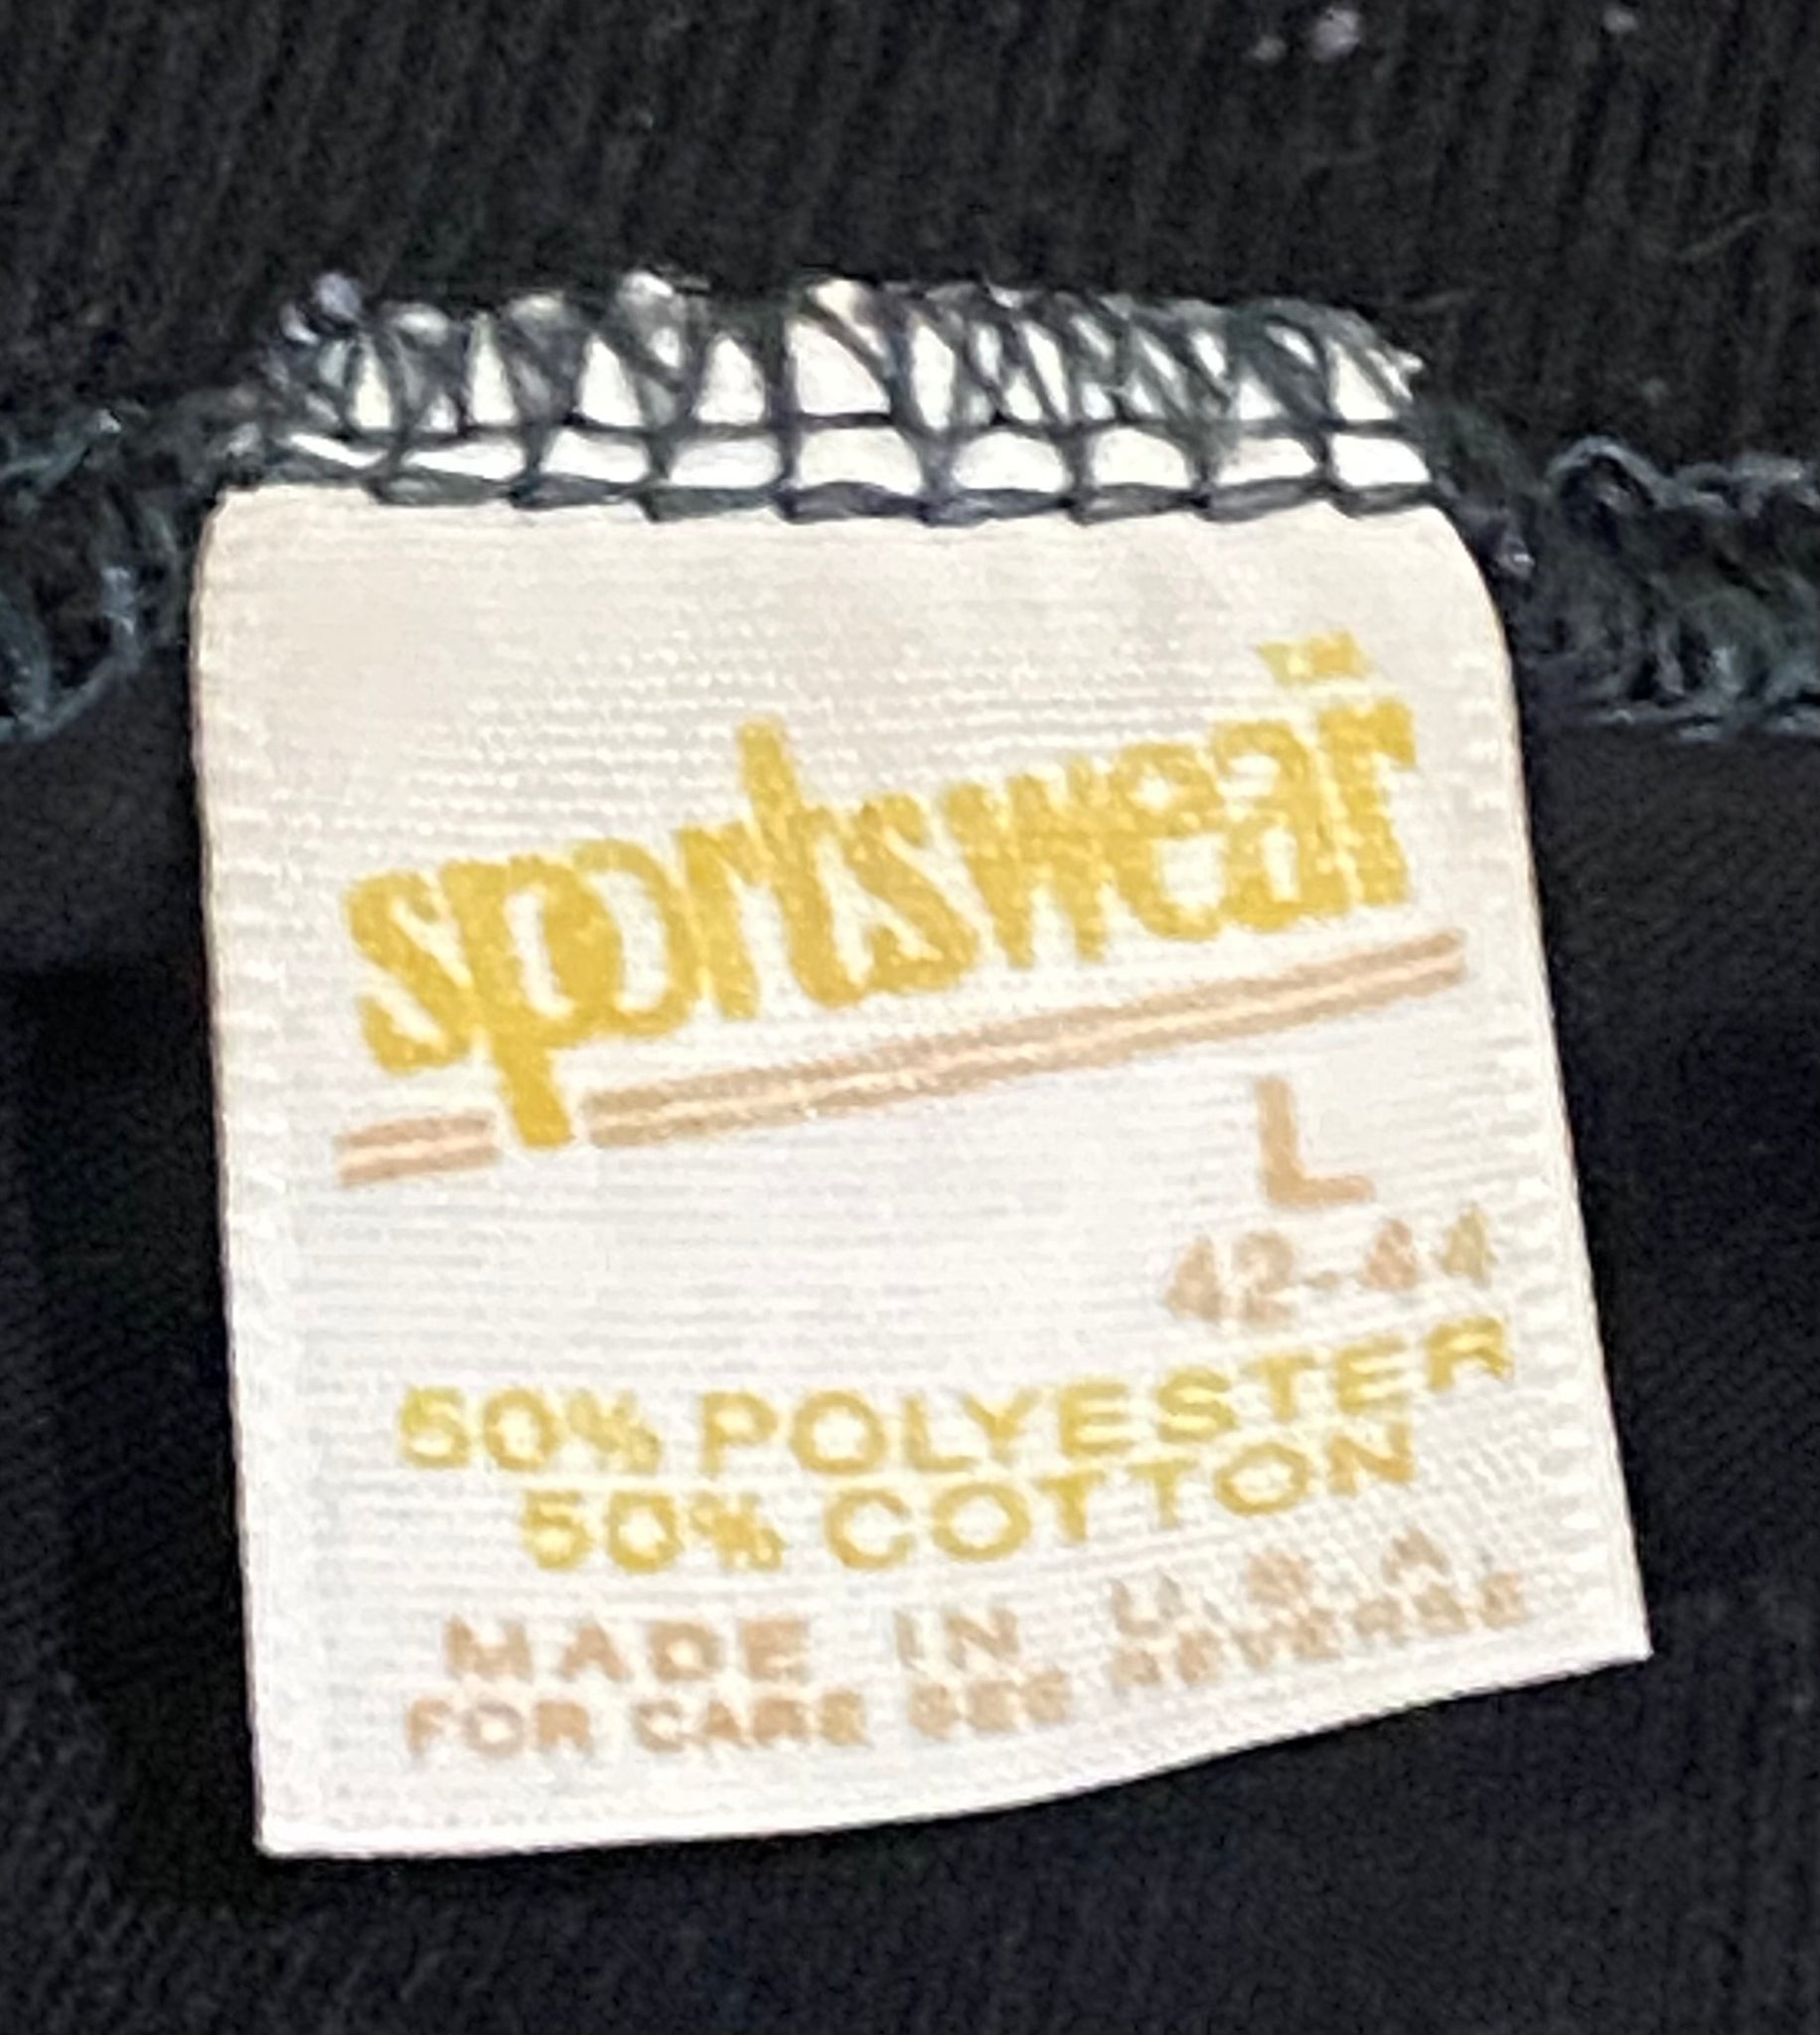 sportswear
L
42-44
50% POLYESTER
50% COTTON
MADE IN U.S.A
FOR CARE SEE REVERSE